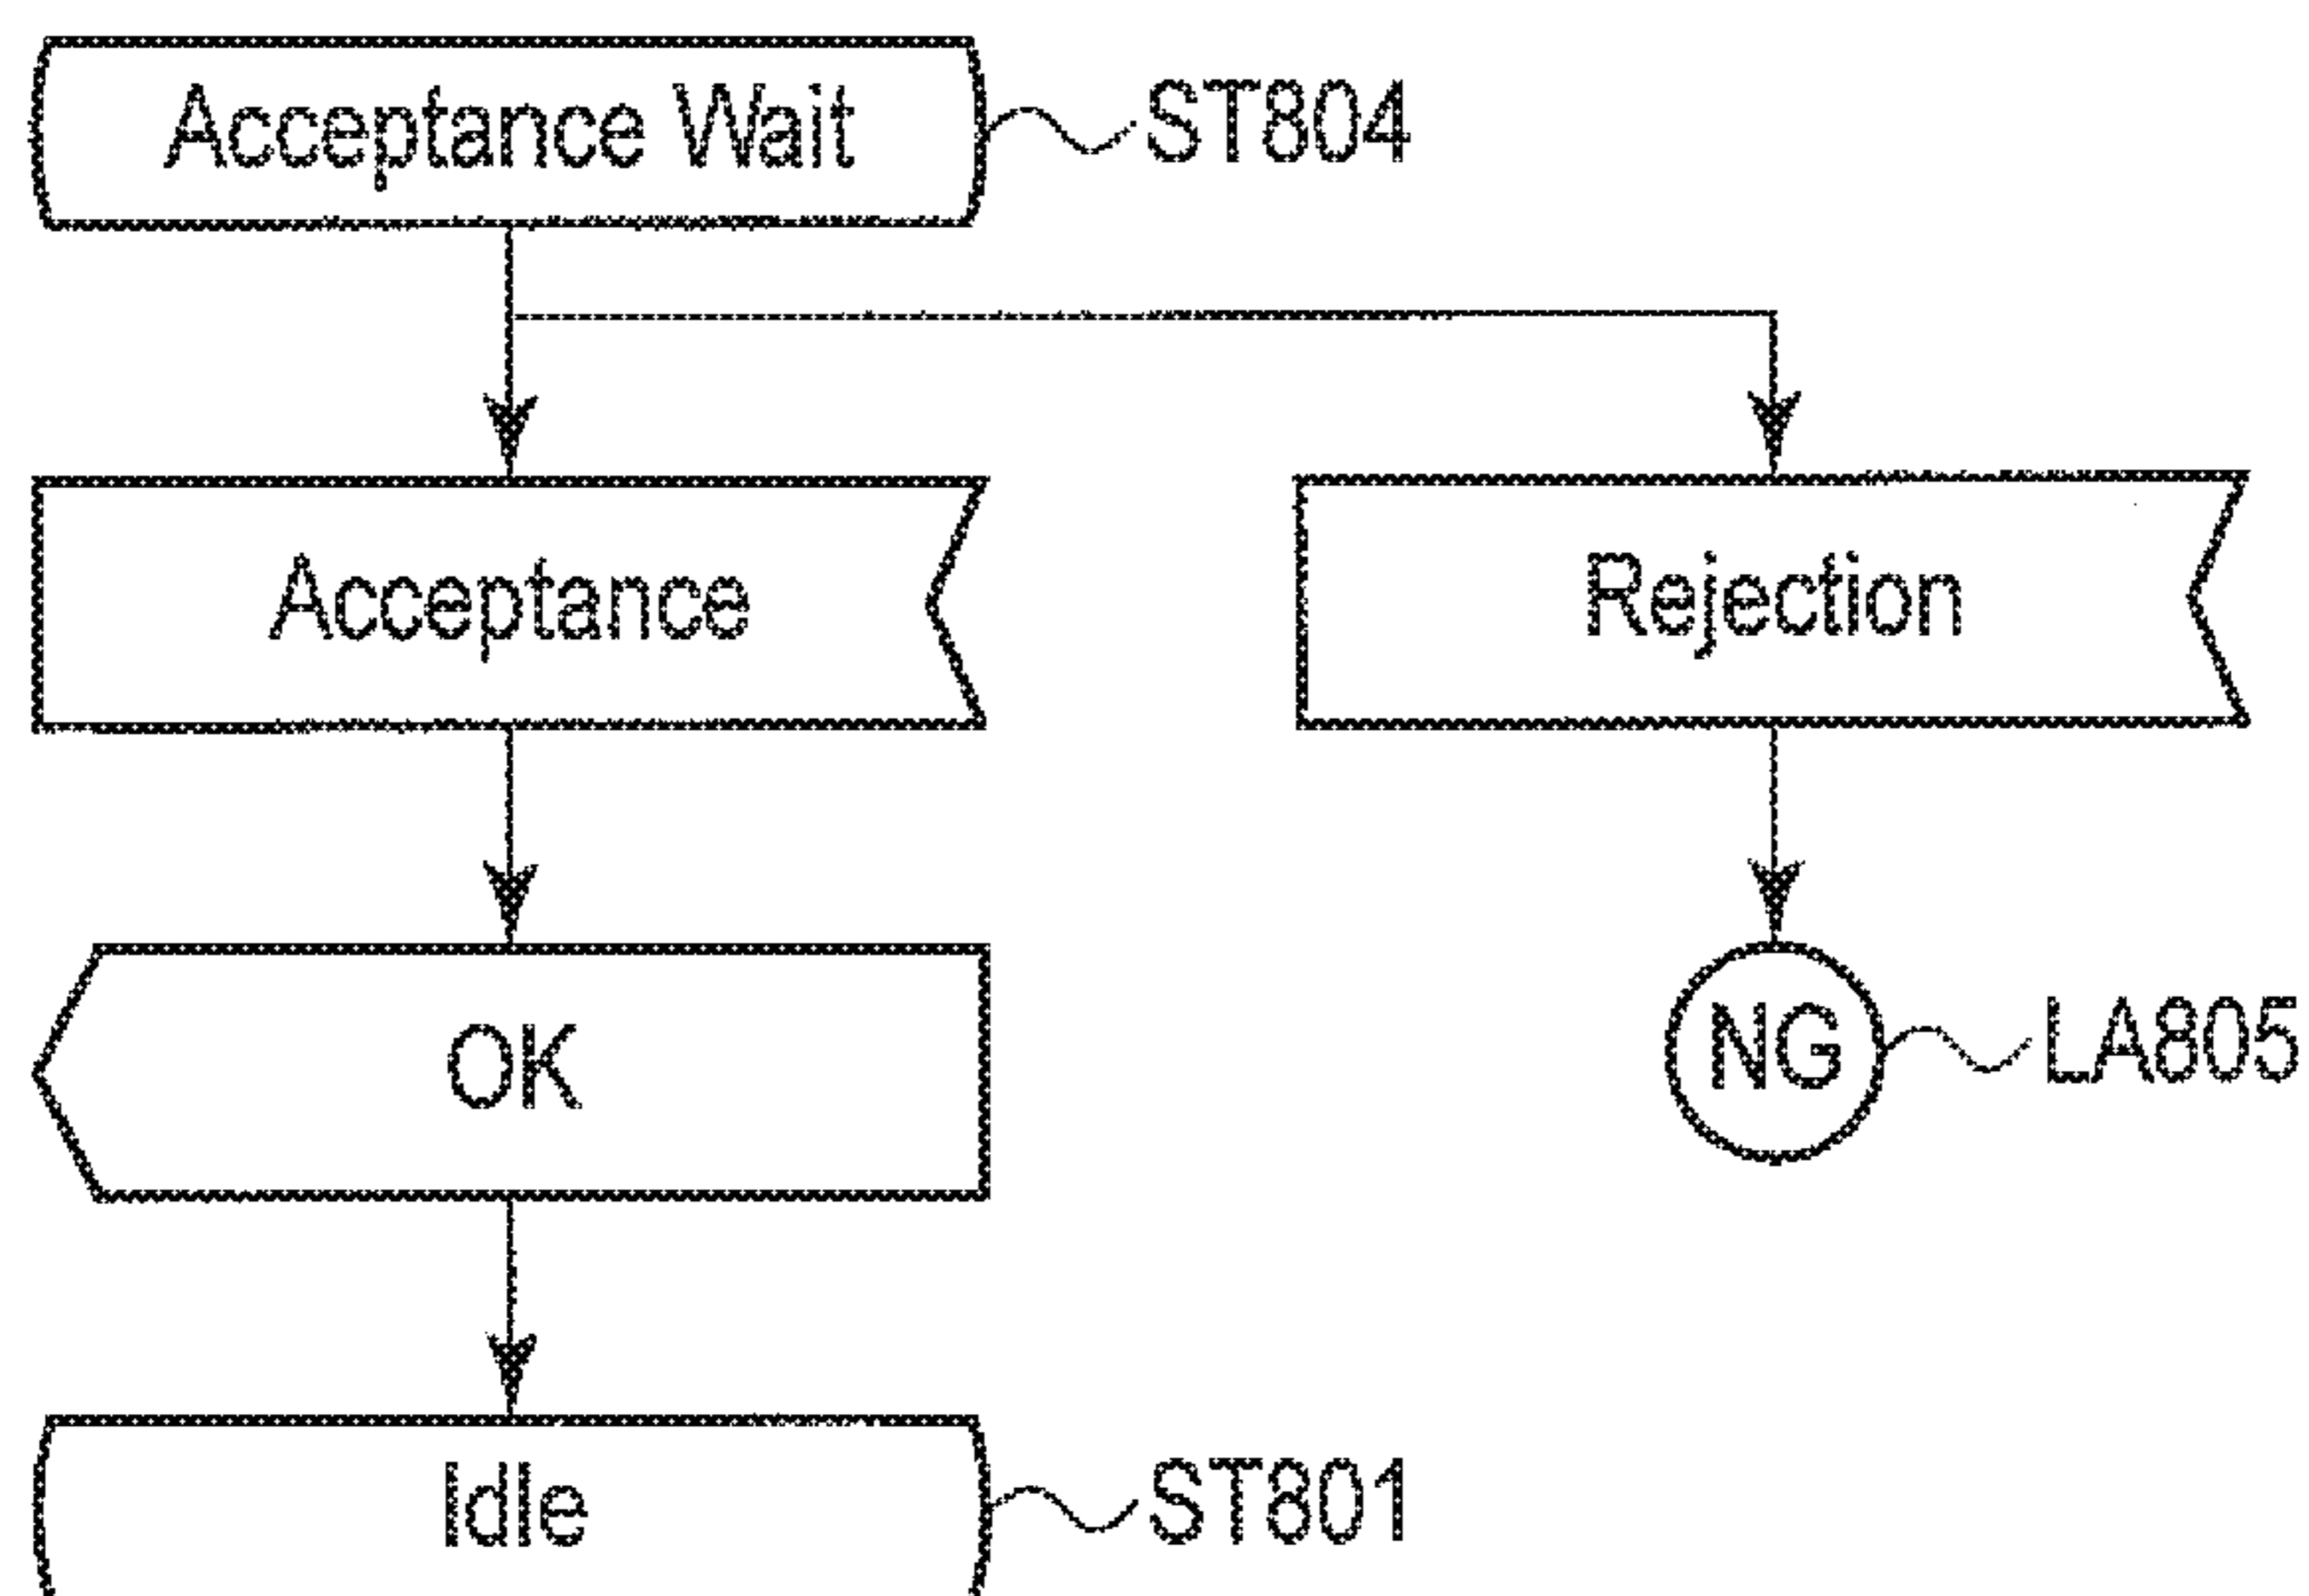 Acceptance Wait
ST804
Acceptance
Rejection
OK
NG
LA805
Idle
ST801